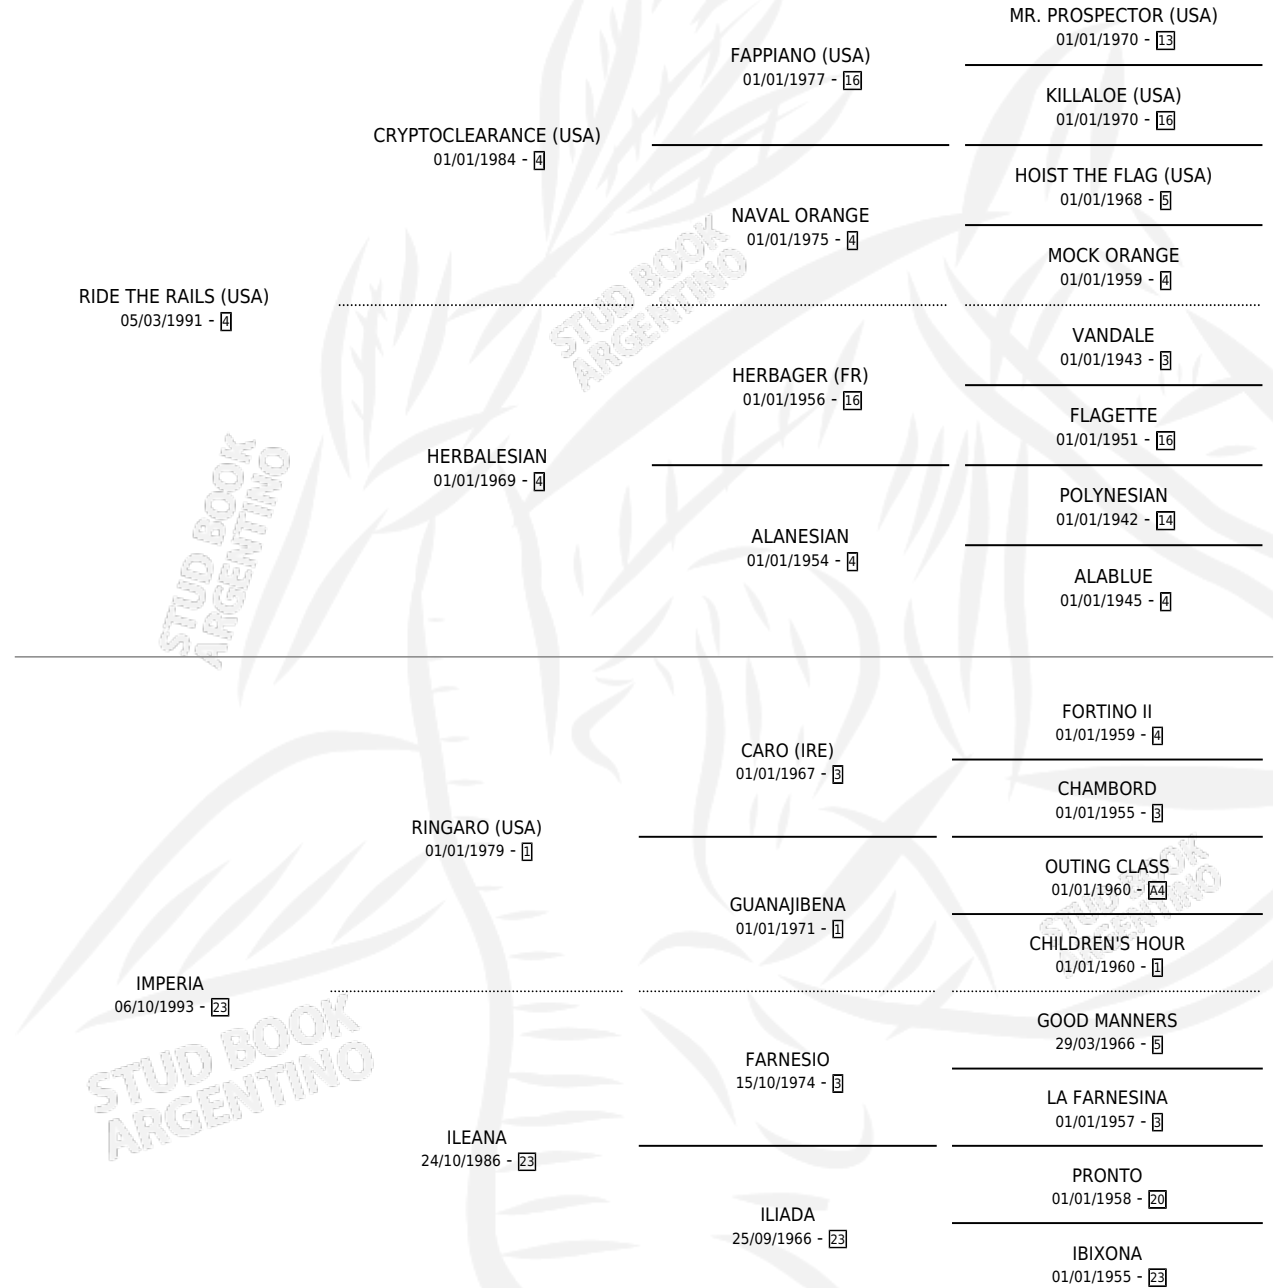 MR. PROSPECTOR (USA)
01/01/1970 - 13
FAPPIANO (USA)
01/01/1977 - 16
KILLALOE (USA)
01/01/1970 - 16
CRYPTOCLEARANCE (USA)
01/01/1984 - 4
HOIST THE FLAG (USA)
01/01/1968 - 5
NAVAL ORANGE
01/01/1975 - 4
MOCK ORANGE
01/01/1959 - 4
RIDE THE RAILS (USA)
05/03/1991 - 4
VANDALE
01/01/1943 - 3
HERBAGER (FR)
01/01/1956 - 16
FLAGETTE
01/01/1951 - 16
HERBALESIAN
01/01/1969 - 4
POLYNESIAN
01/01/1942 - 14
ALANESIAN
01/01/1954 - 4
ALABLUE
01/01/1945 - 4
FORTINO II
01/01/1959 - 4
CARO (IRE)
01/01/1967 - 3
CHAMBORD
01/01/1955 - 3
RINGARO (USA)
01/01/1979 - 1
OUTING CLASS
01/01/1960 - A4
GUANAJIBENA
01/01/1971 - 1
CHILDREN'S HOUR
01/01/1960 - 1
IMPERIA
06/10/1993 - 23
GOOD MANNERS
29/03/1966 - 5
FARNESIO
15/10/1974 - 3
LA FARNESINA
01/01/1957 - 3
ILEANA
24/10/1986 - 23
PRONTO
01/01/1958 - 20
ILIADA
25/09/1966 - 23
IBIXONA
01/01/1955 - 23
STUD BOOK
ARGENTINO
STUD BOOK
ARGENTINO
STUD BOOK
ARGENTINO
STUD BOOK
ARGENTINO